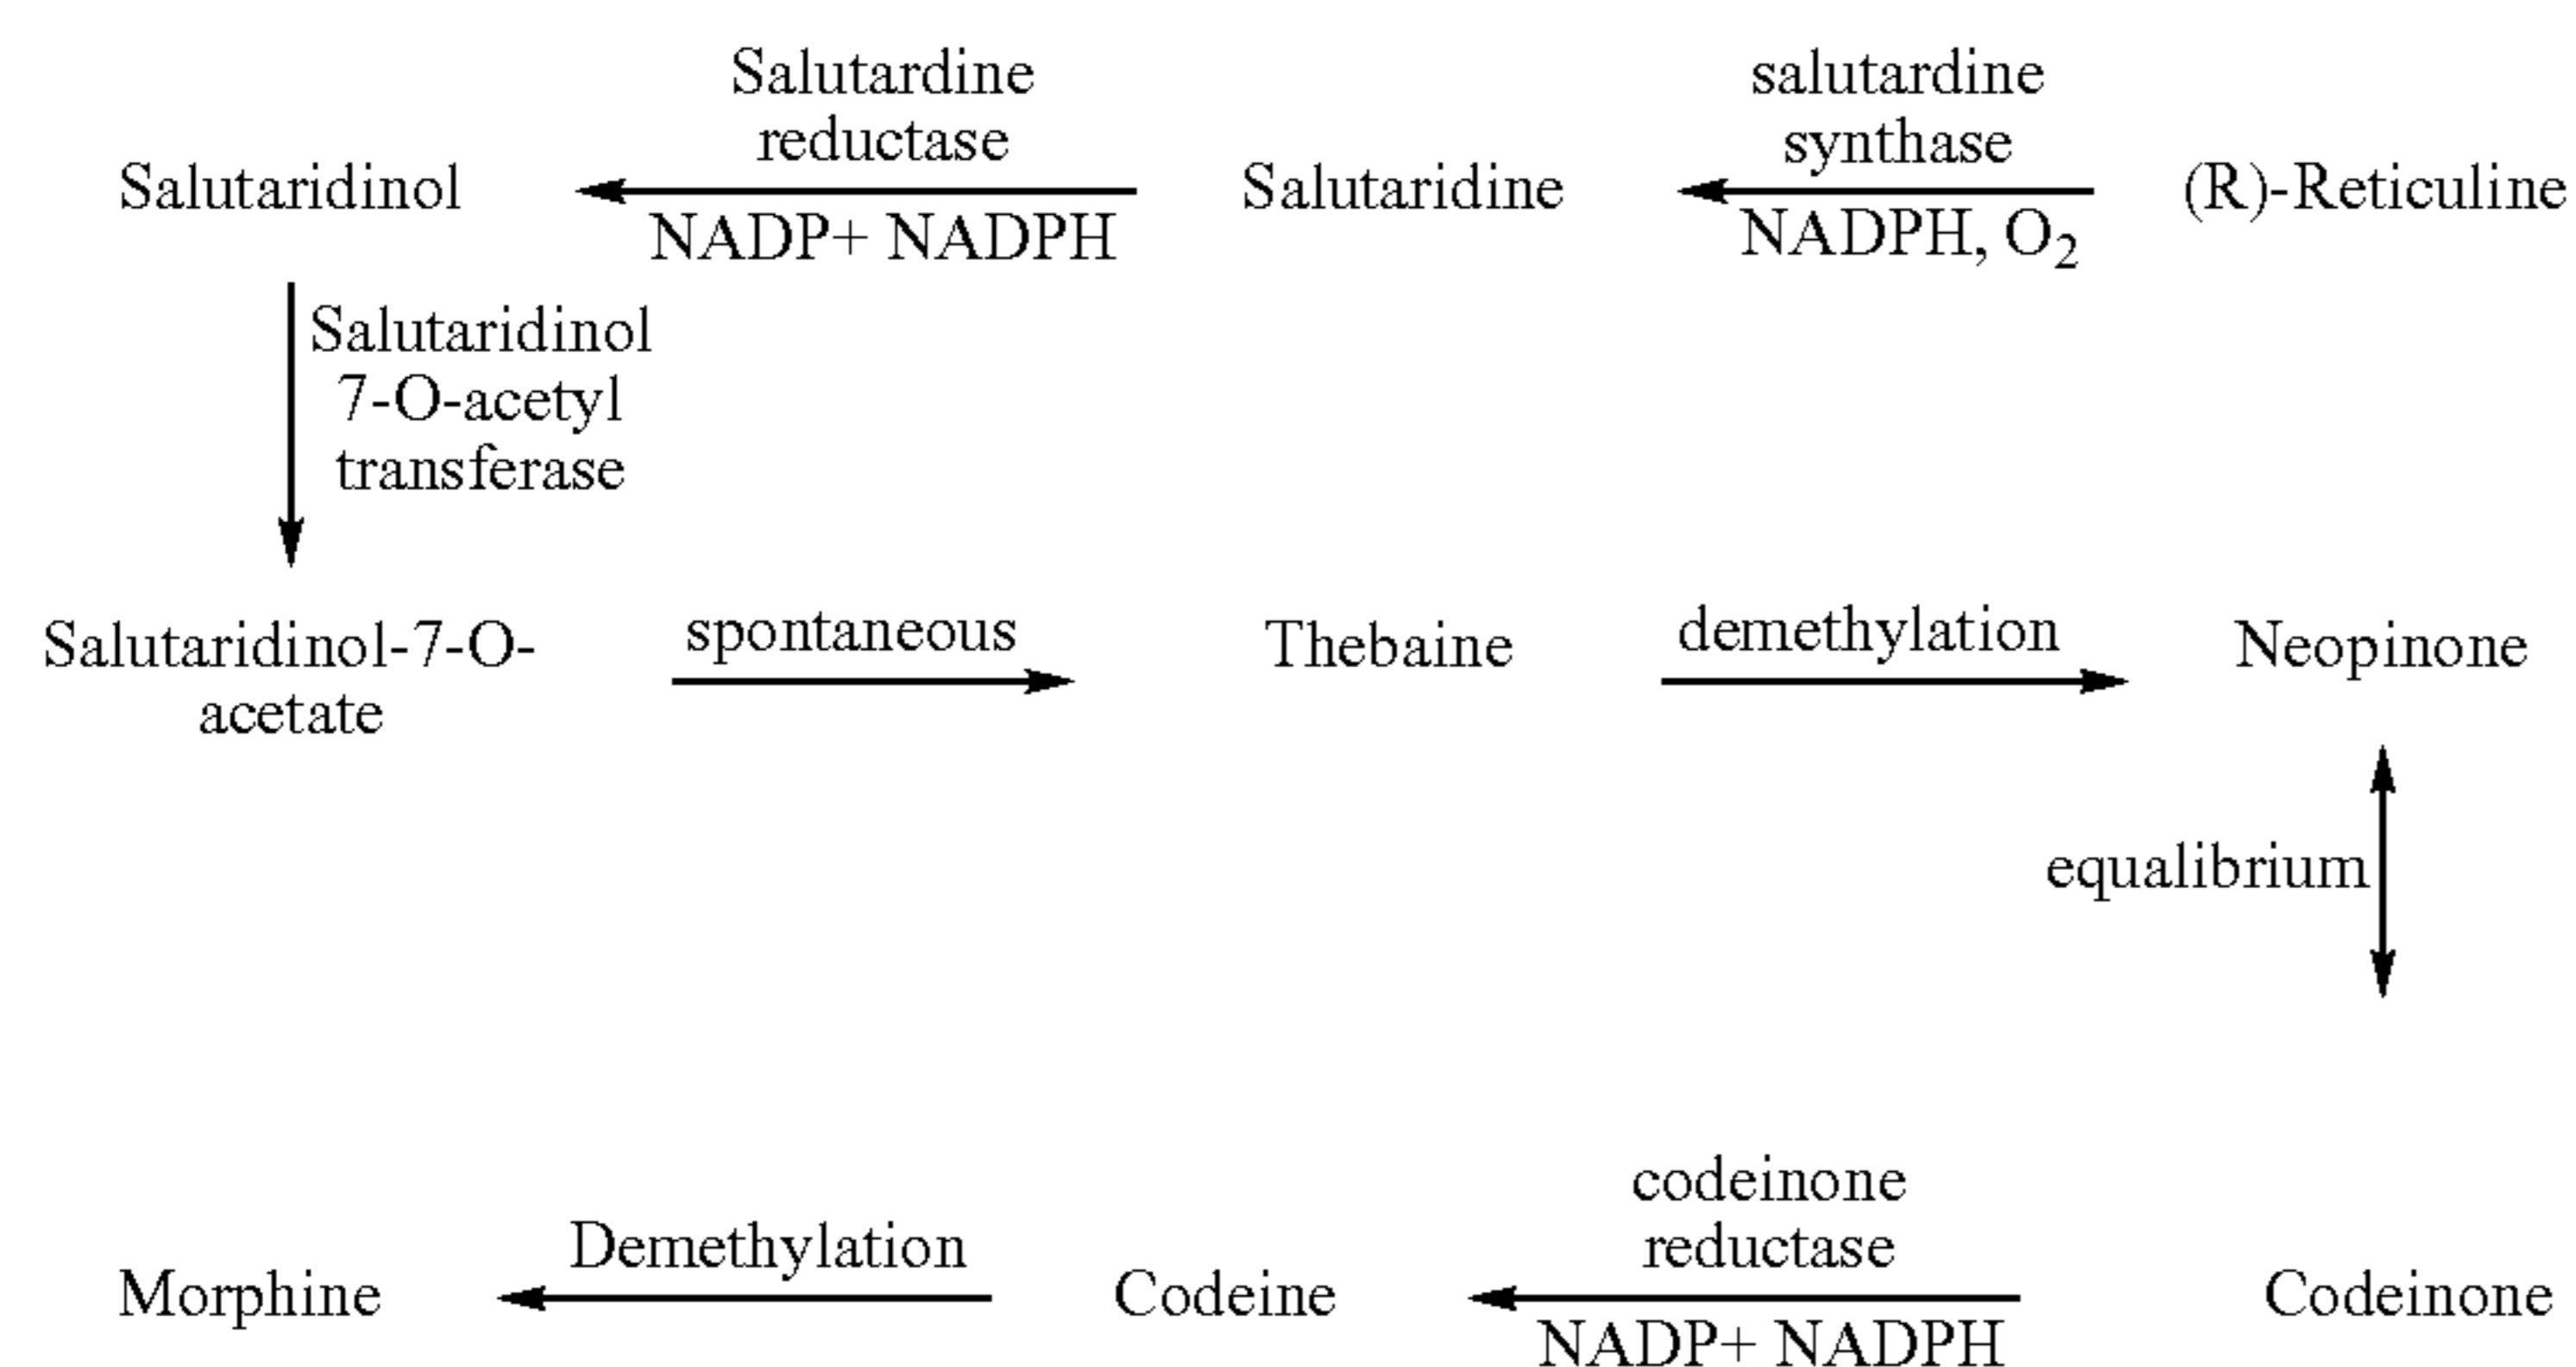 Salutardine
reductase
salutardine
synthase
Salutaridinol
Salutaridine
(R)-Reticuline
NADP+ NADPH
NADPH, O₂
Salutaridinol
7-O-acetyl
transferase
Salutaridinol-7-O-
acetate
spontaneous
Thebaine
demethylation
Neopinone
equalibrium
codeinone
reductase
Morphine
Demethylation
Codeine
Codeinone
NADP+ NADPH